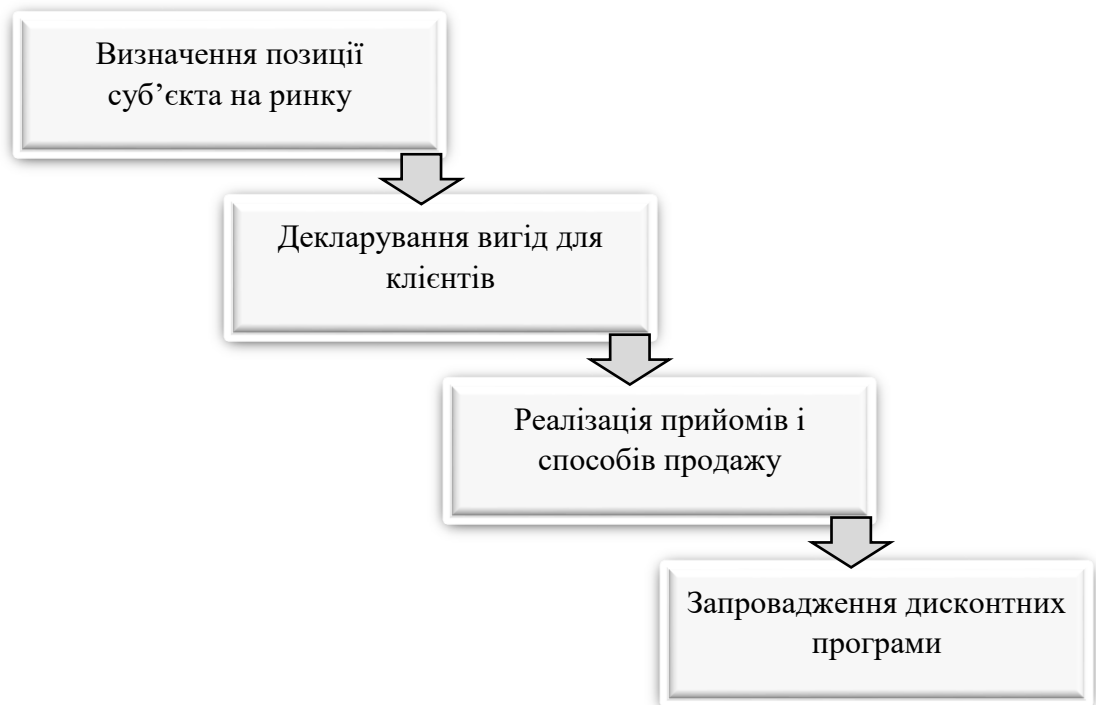 Визначення позиції
суб’єкта на ринку
Декларування вигід для
клієнтів
Реалізація прийомів і
способів продажу
Запровадження дисконтних
програми